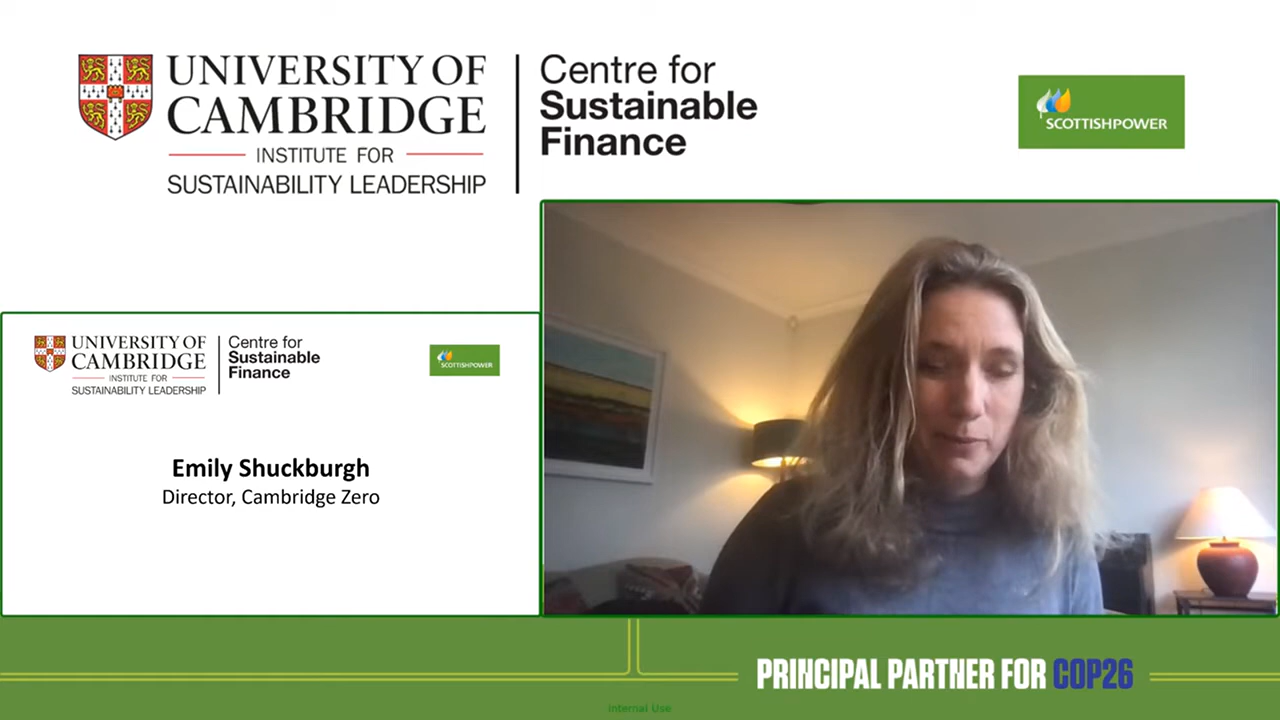 UNIVERSITY OF
CAMBRIDGE
INSTITUTE FOR
SUSTAINABILITY LEADERSHIP
Centre for
Sustainable
Finance
SCOTTISHPOWER
UNIVERSITY OF
CAMBRIDGE
INSTITUTE FOR
SUSTAINABILITY LEADERSHIP
Centre for
Sustainable
Finance
SCOTTISHPOWER
Emily Shuckburgh
Director, Cambridge Zero
PRINCIPAL PARTNER FOR COP26
Internal Use